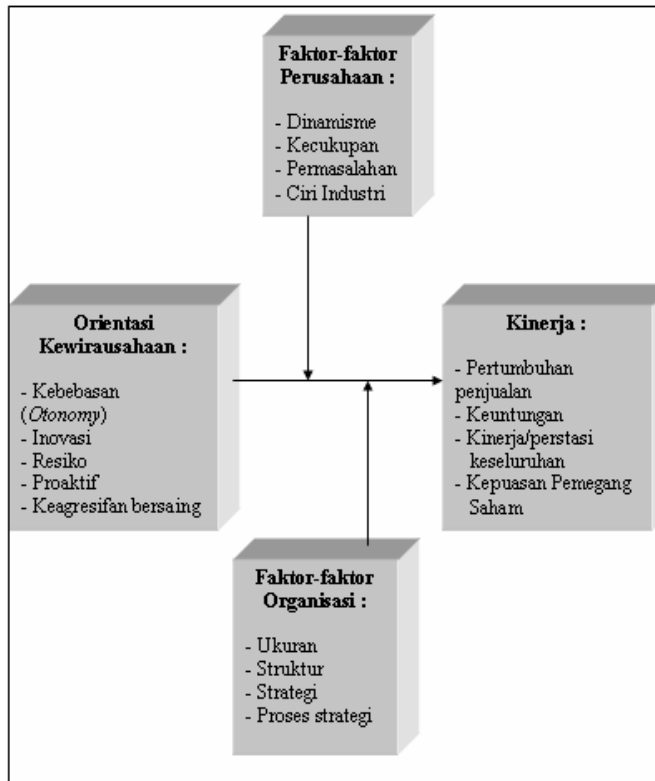 Faktor-faktor
Perusahaan :
- Dinamisme
- Kecukupan
- Permasalahan
- Ciri Industri
Orientasi
Kewirausahaan :
- Kebebasan
(Otonomy)
- Inovasi
- Resiko
- Proaktif
- Keagresifan bersaing
Kinerja :
- Pertumbuhan
penjualan
- Keuntungan
- Kinerja/perstasi
keseluruhan
- Kepuasan Pemegang
Saham
Faktor-faktor
Organisasi :
- Ukuran
- Struktur
- Strategi
- Proses strategi